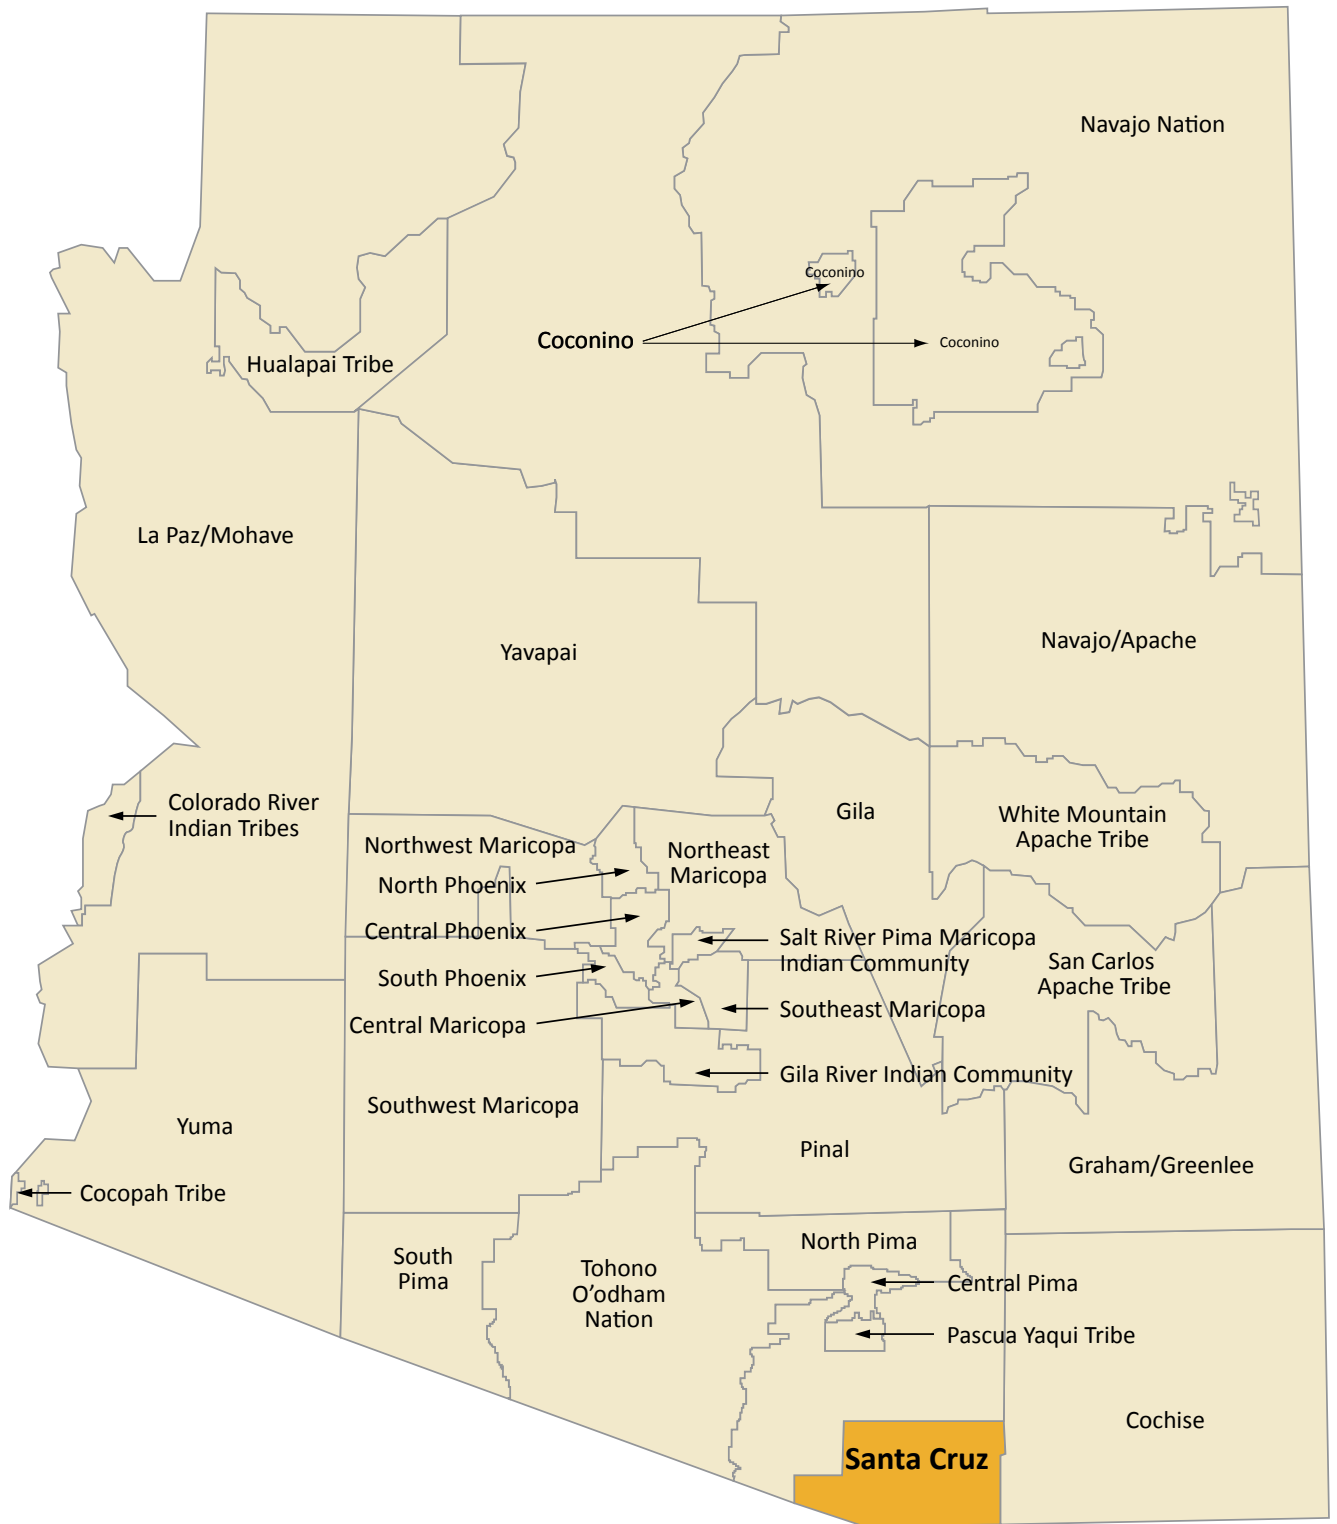 Navajo Nation
Coconino
Coconino
Coconino
Hualapai Tribe
La Paz/Mohave
Navajo/Apache
Yavapai
Colorado River
Indian Tribes
Gila
White Mountain
Apache Tribe
Northwest Maricopa
Northeast
Maricopa
North Phoenix
Central Phoenix
Salt River Pima Maricopa
Indian Community
San Carlos
Apache Tribe
South Phoenix
Southeast Maricopa
Central Maricopa
Gila River Indian Community
Southwest Maricopa
Yuma
Pinal
Graham/Greenlee
Cocopah Tribe
North Pima
South
Pima
Tohono
O’odham
Nation
Central Pima
Pascua Yaqui Tribe
Cochise
Santa Cruz